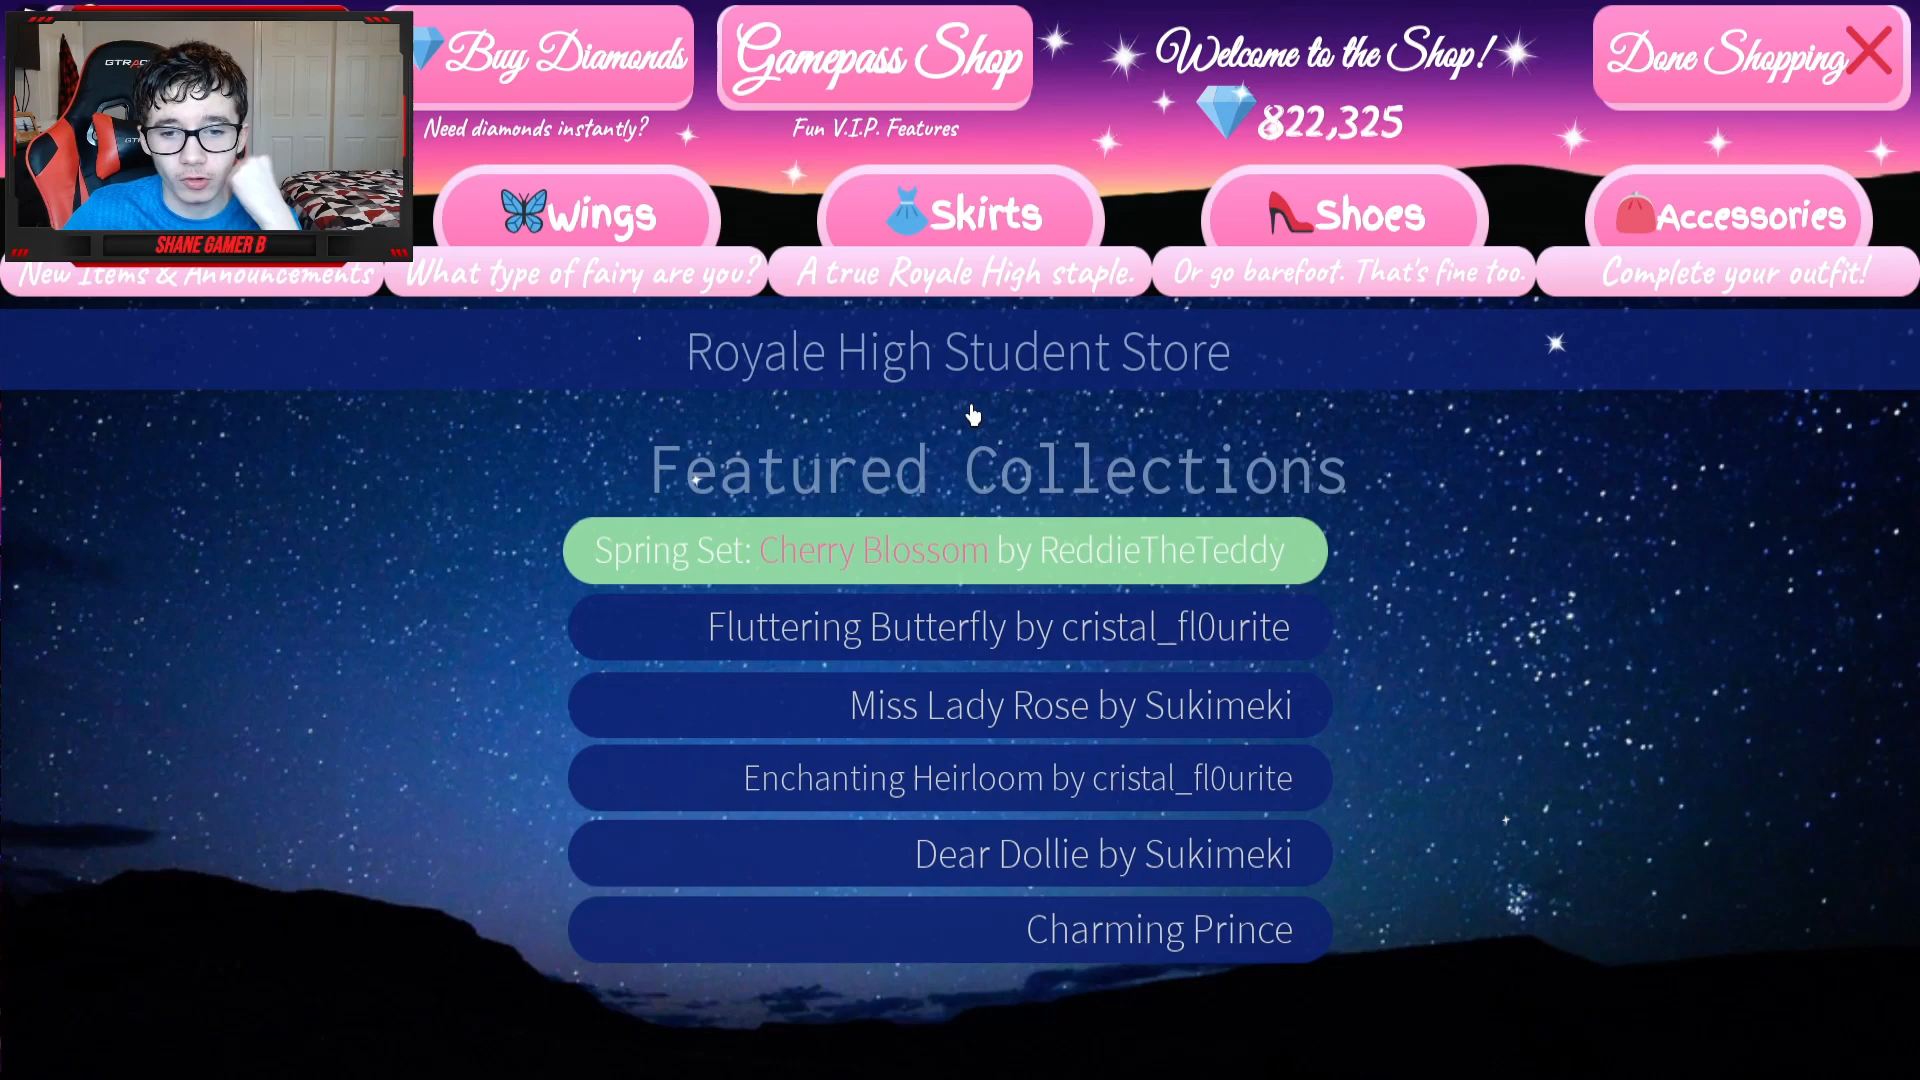 Buy Diamonds
Need diamonds instantly?
Gamepass Shop
Fun V.I.P. Features
Welcome to the Shop!
822,325
Done Shopping
GTRACI
GT
SHANE GAMER B
Wings
Skirts
Shoes
Accessories
New Items & Announcements
What type of fairy are you?
A true Royale High staple.
Or go barefoot. That's fine too.
Complete your outfit!
Royale High Student Store
Featured Collections
Spring Set: Cherry Blossom by ReddieTheTeddy
Fluttering Butterfly by cristal_fl0urite
Miss Lady Rose by Sukimeki
Enchanting Heirloom by cristal_fl0urite
Dear Dollie by Sukimeki
Charming Prince